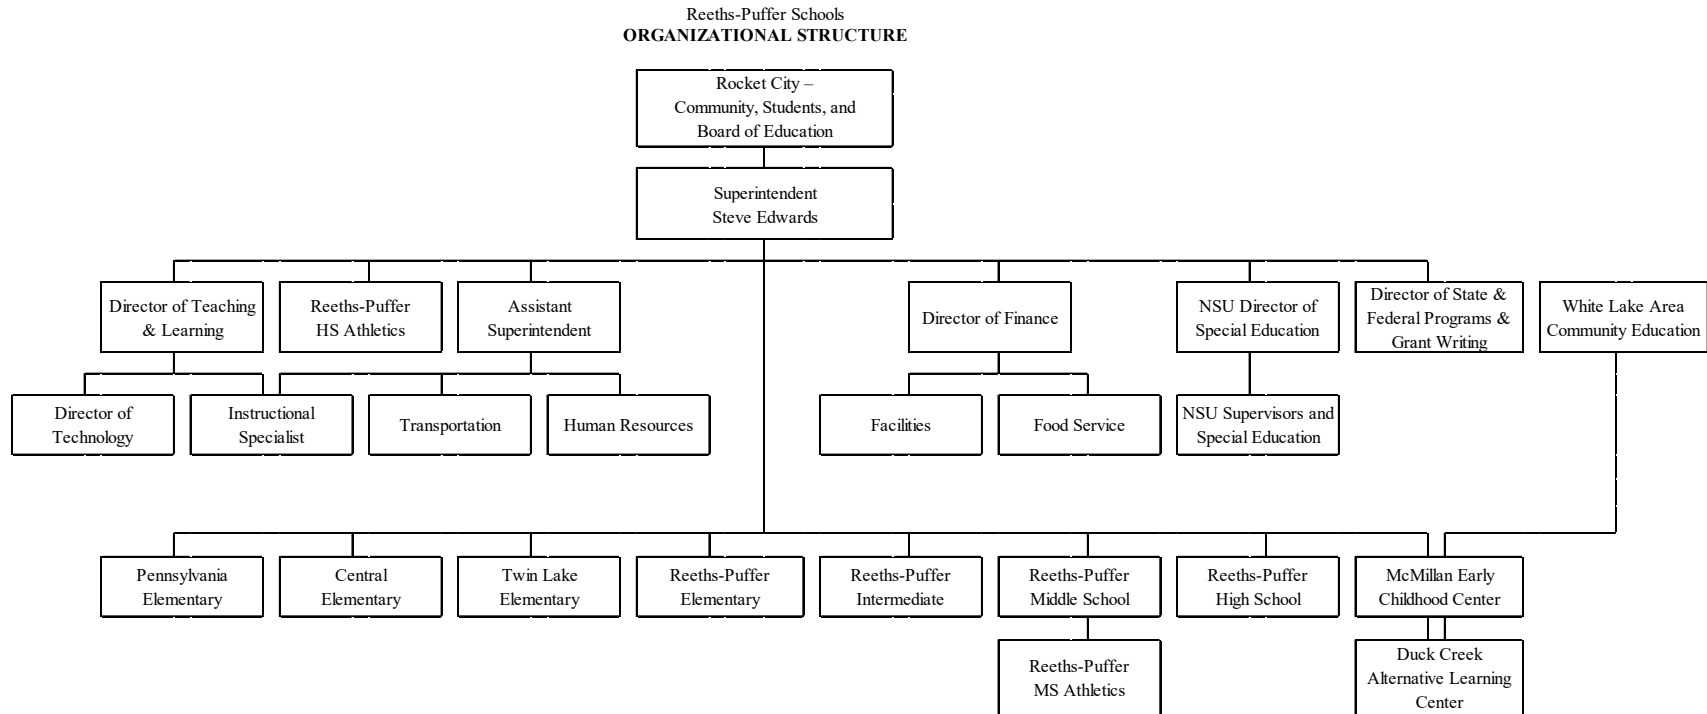 Reeths-Puffer Schools
ORGANIZATIONAL STRUCTURE
Rocket City –
Community, Students, and
Board of Education
Superintendent
Steve Edwards
Director of Teaching
& Learning
Reeths-Puffer
HS Athletics
Assistant
Superintendent
Director of Finance
NSU Director of
Special Education
Director of State &
Federal Programs &
Grant Writing
White Lake Area
Community Education
Director of
Technology
Instructional
Specialist
Transportation
Human Resources
Facilities
Food Service
NSU Supervisors and
Special Education
Pennsylvania
Elementary
Central
Elementary
Twin Lake
Elementary
Reeths-Puffer
Elementary
Reeths-Puffer
Intermediate
Reeths-Puffer
Middle School
Reeths-Puffer
High School
McMillan Early
Childhood Center
Reeths-Puffer
MS Athletics
Duck Creek
Alternative Learning
Center